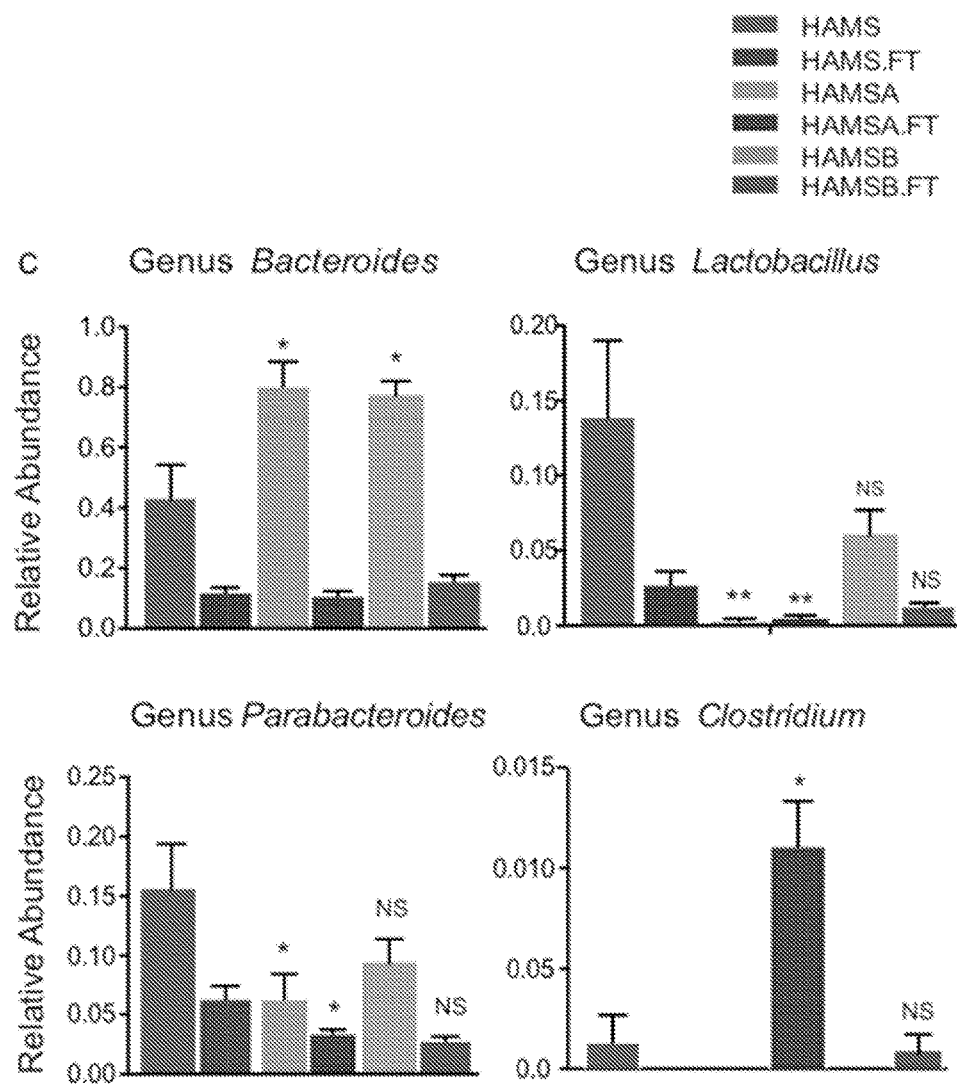 HAMS
HAMS.FT
HAMSA
HAMSA.FT
HAMSB
HAMSB.FT
C
Genus Bacteroides
Genus Lactobacillus
Relative Abundance
1.0
0.8
0.6
0.4
0.2
0.0
*
*
0.20
0.15
0.10
0.05
0.0
**
**
NS
NS
Genus Parabacteroides
Genus Clostridium
Relative Abundance
0.25
0.20
0.15
0.10
0.05
0.00
*
*
NS
NS
0.015
0.010
0.005
0.0
*
NS